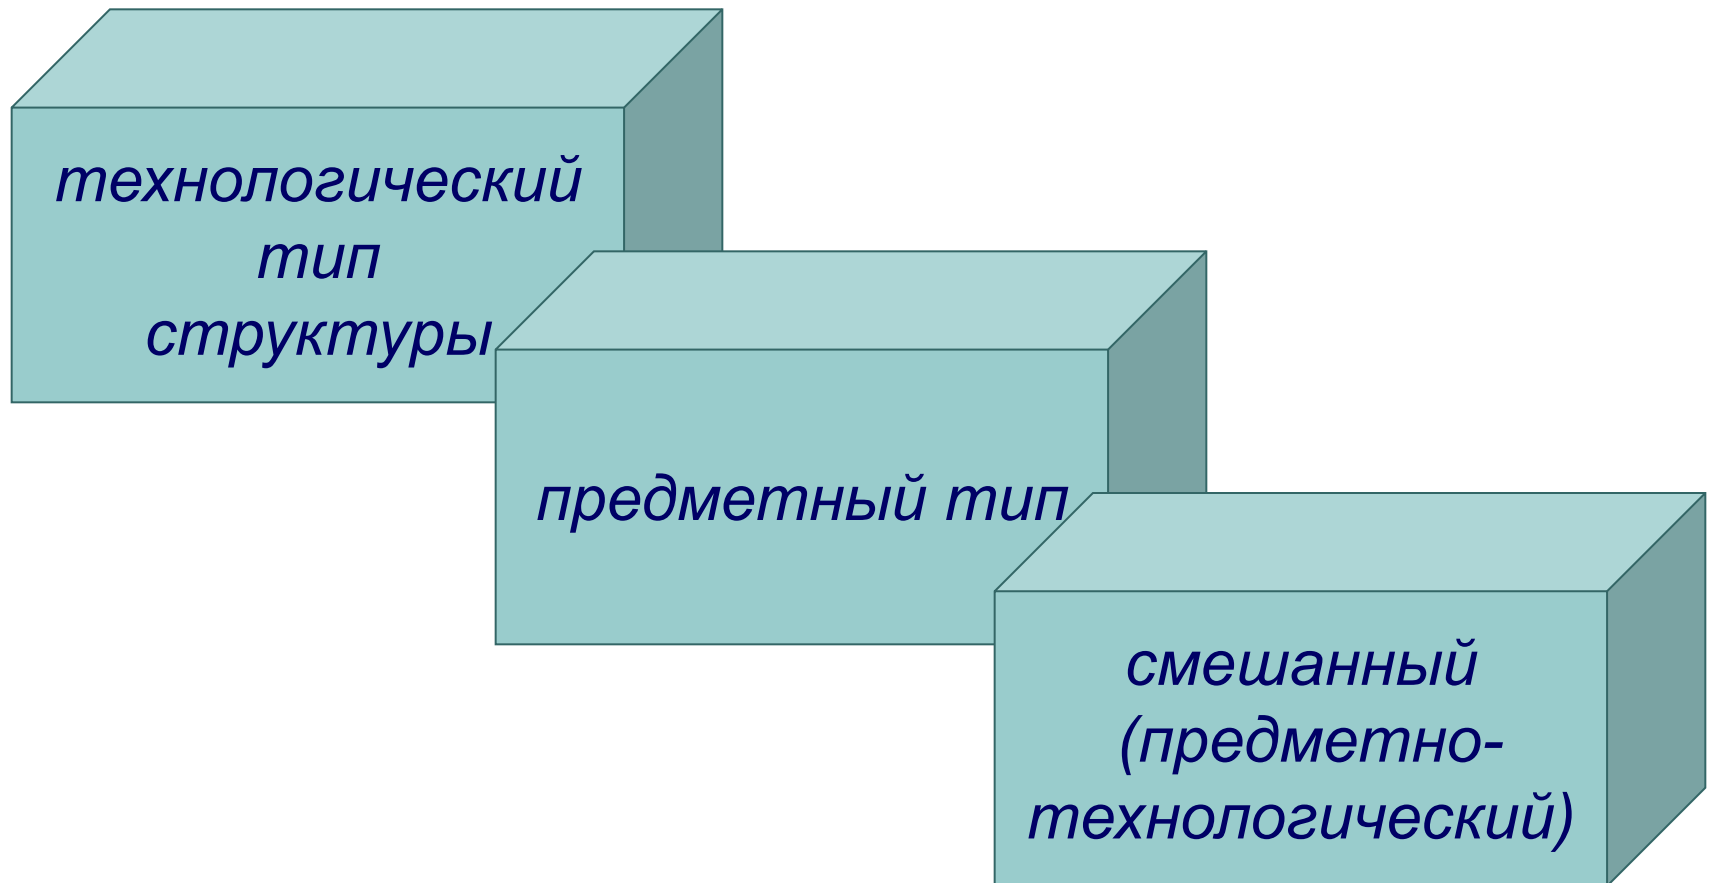 технологический
тип
структуры
предметный тип
смешанный
(предметно-
технологический)